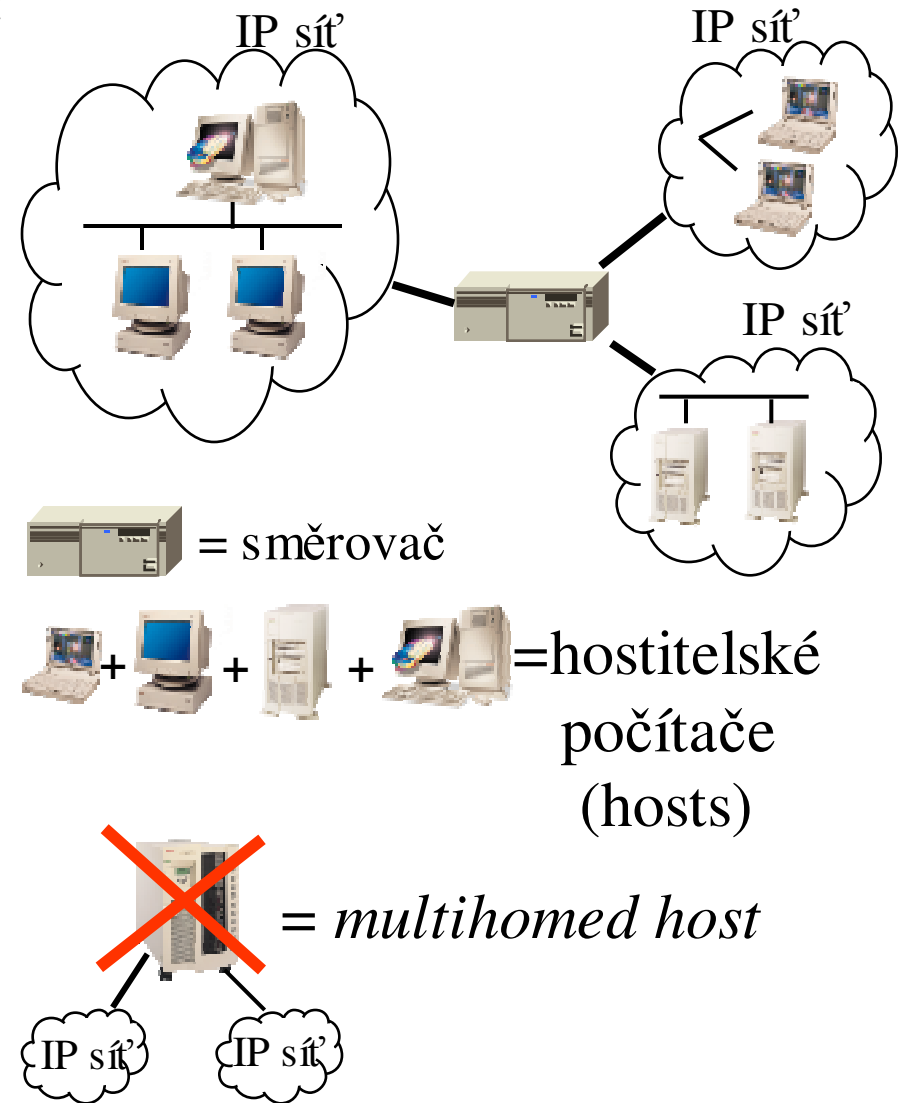 IP síť
IP síť
IP síť
= směrovač
+ + + =hostitelské
počítače
(hosts)
= multihomed host
IP síť
IP síť